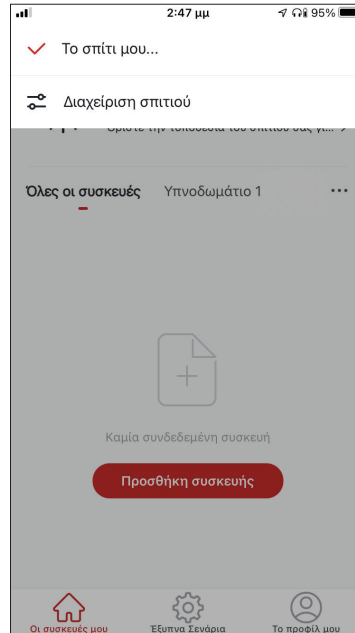 2:47 μμ
95%
Το σπίτι μου...
Διαχείριση σπιτιού
Όλες οι συσκευές Υπνοδωμάτιο 1
Καμία συνδεδεμένη συσκευή
Προσθήκη συσκευής
Οι συσκευές μου Έξυπνα Σενάρια Το προφίλ μου